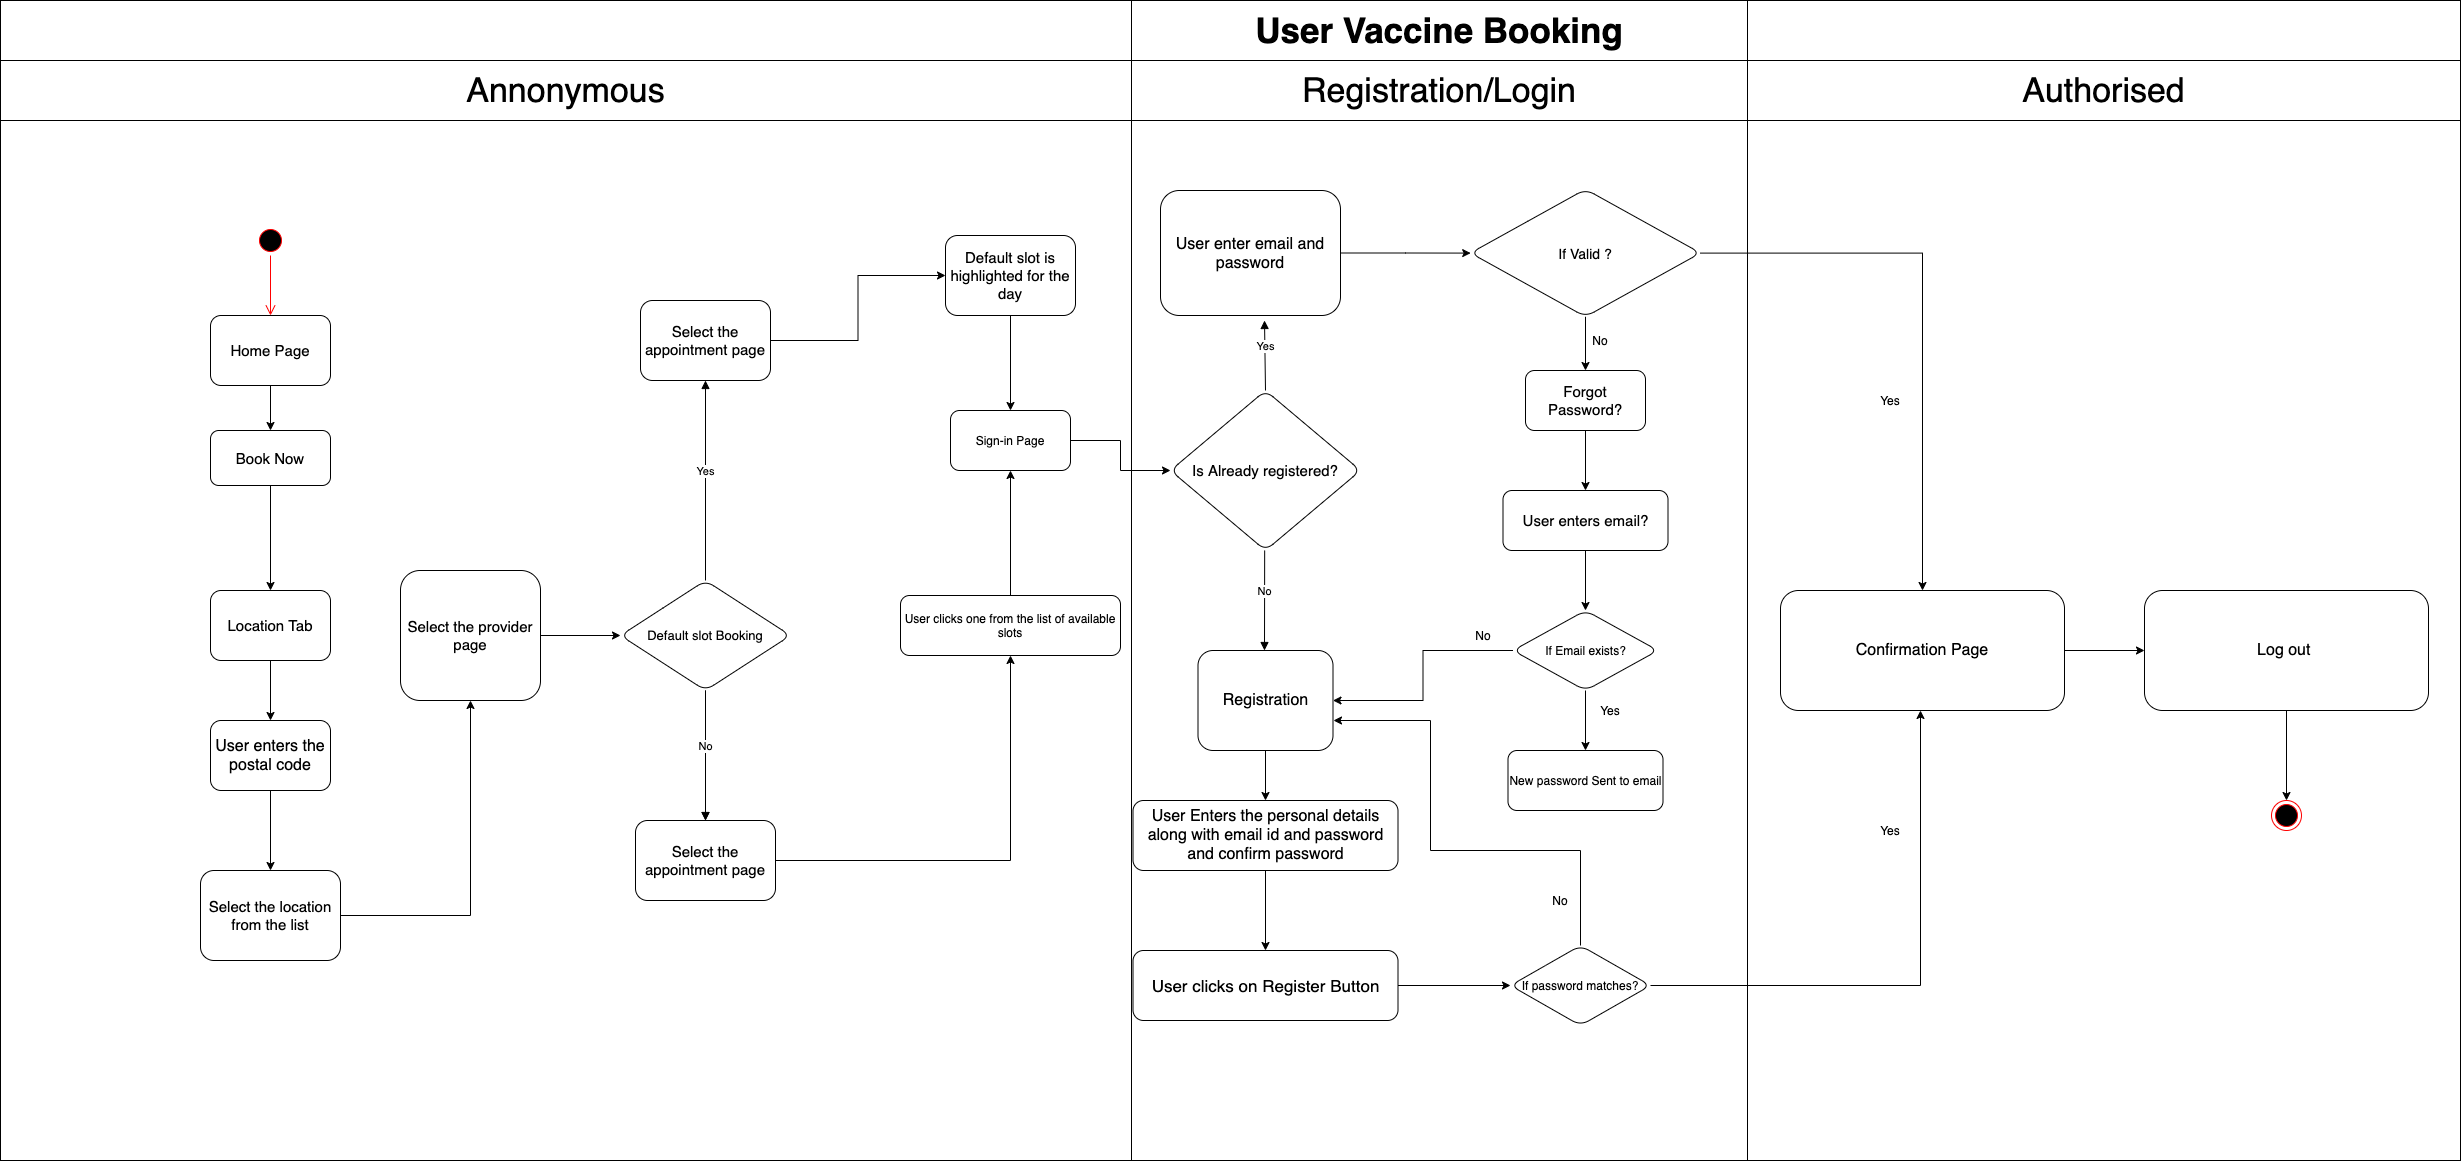 User Vaccine Booking
Annonymous
Registration/Login
Authorised
Home Page
Book Now
Location Tab
User enters the
postal code
Select the location
from the list
Select the provider
page
Default slot Booking
Yes
Select the
appointment page
Default slot is
highlighted for the
day
No
Select the
appointment page
User clicks one from the list of available
slots
Sign-in Page
Is Already registered?
Yes
User enter email and
password
If Valid ?
Yes
No
Forgot
Password?
User enters email?
If Email exists?
No
Yes
New password Sent to email
No
Registration
User Enters the personal details
along with email id and password
and confirm password
User clicks on Register Button
If password matches?
No
Yes
Confirmation Page
Log out